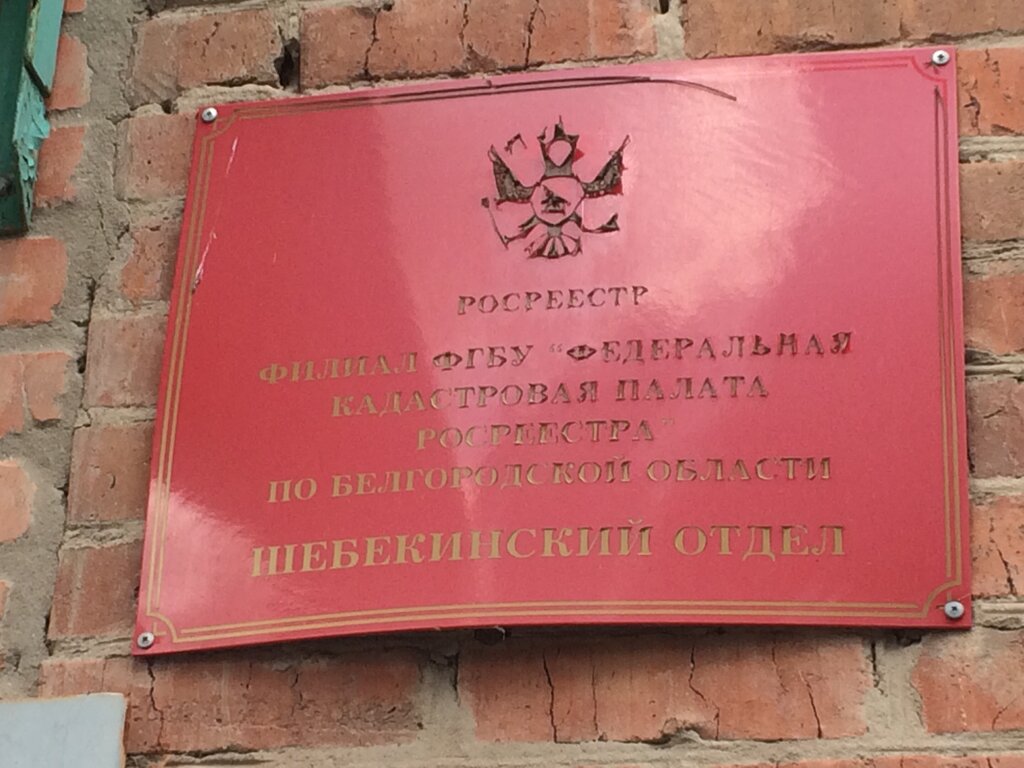 РОСРЕЕСТР
ФИЛИАЛ ФГБУ "ФЕДЕРАЛЬНАЯ
КАДАСТРОВАЯ ПАЛАТА
РОСРЕЕСТРА"
ПО БЕЛГОРОДСКОЙ ОБЛАСТИ
ШЕБЕКИНСКИЙ ОТДЕЛ